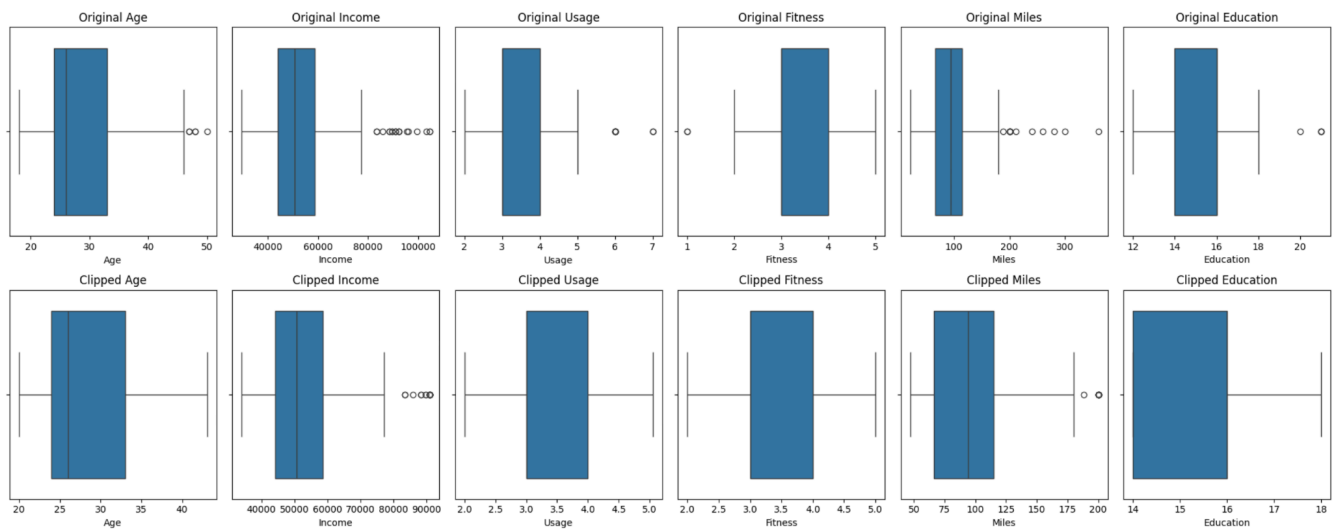 Original Age
Original Income
Original Usage
Original Fitness
Original Miles
Original Education
20 30 40 50
40000 60000 80000 100000
2 3 4 5 6 7
1 2 3 4 5
100 200 300
12 14 16 18 20
Age
Income
Usage
Fitness
Miles
Education
Clipped Age
Clipped Income
Clipped Usage
Clipped Fitness
Clipped Miles
Clipped Education
20 25 30 35 40
40000 50000 60000 70000 80000 90000
2.0 2.5 3.0 3.5 4.0 4.5 5.0
2.0 2.5 3.0 3.5 4.0 4.5 5.0
50 75 100 125 150 175 200
14 15 16 17 18
Age
Income
Usage
Fitness
Miles
Education